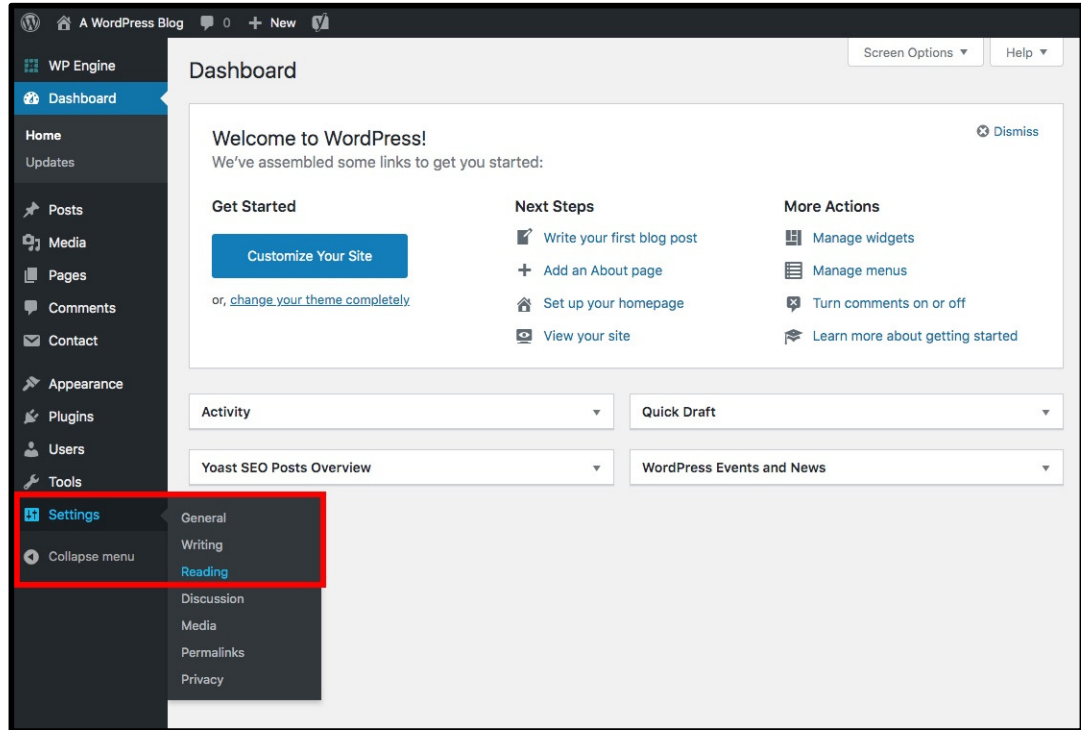 A WordPress Blog 0 + New
Screen Options ▼ Help ▼
WP Engine
Dashboard
Home
Updates
Posts
Media
Pages
Comments
Contact
Appearance
Plugins
Users
Tools
Settings
Collapse menu
General
Writing
Reading
Discussion
Media
Permalinks
Privacy
Dashboard
Welcome to WordPress!
Dismiss
We've assembled some links to get you started:
Get Started
Customize Your Site
or, change your theme completely
Next Steps
Write your first blog post
Add an About page
Set up your homepage
View your site
More Actions
Manage widgets
Manage menus
Turn comments on or off
Learn more about getting started
Activity
Quick Draft
Yoast SEO Posts Overview
WordPress Events and News